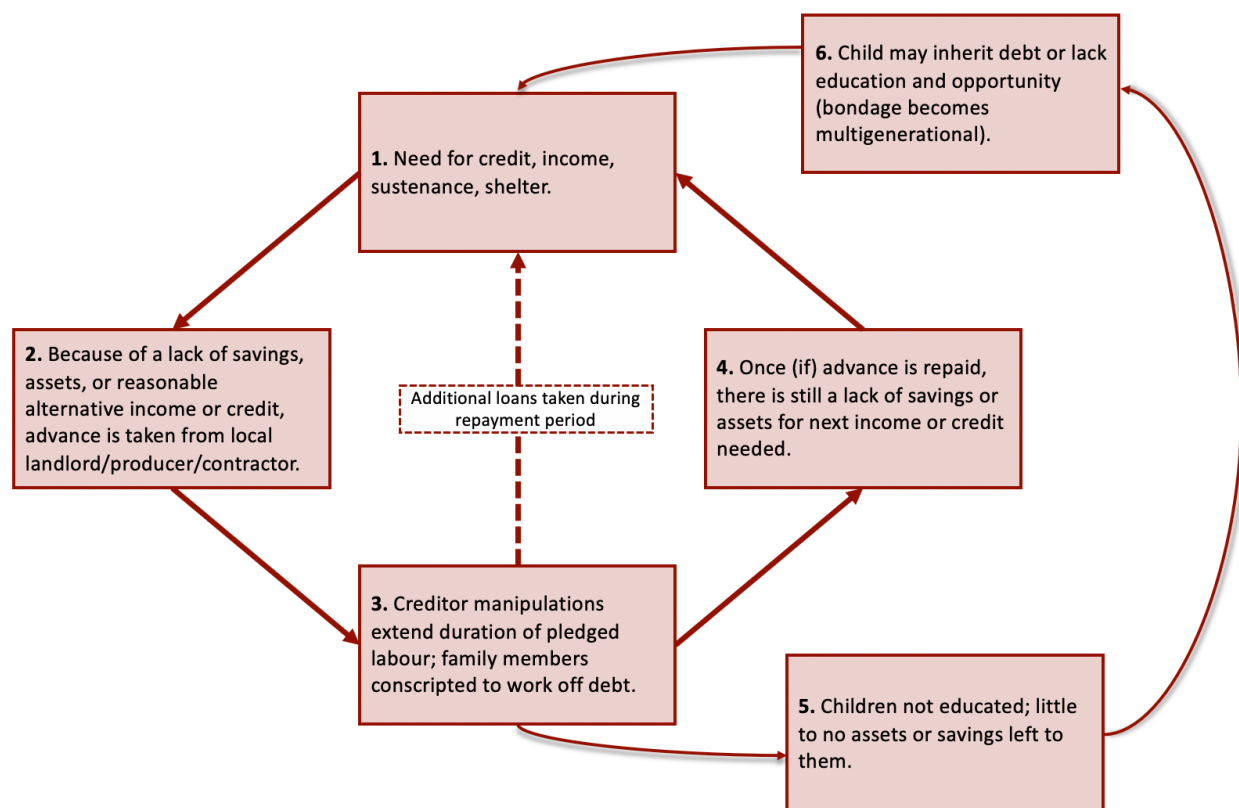 1. Need for credit, income,
sustenance, shelter.
2. Because of a lack of savings,
assets, or reasonable
alternative income or credit,
advance is taken from local
landlord/producer/contractor.
3. Creditor manipulations
extend duration of pledged
labour; family members
conscripted to work off debt.
Additional loans taken during
repayment period
4. Once (if) advance is repaid,
there is still a lack of savings or
assets for next income or credit
needed.
5. Children not educated; little
to no assets or savings left to
them.
6. Child may inherit debt or lack
education and opportunity
(bondage becomes
multigenerational).